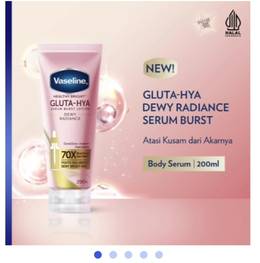 HALAL
NEW!
Vaseline
HEALTHY BRIGHT
GLUTA-HYA
SERUM BURST LOTION
DEWY
RADIANCE
70X
GLUTA-HYA
DEWY RADIANCE
SERUM BURST
Atasi Kusam dari Akarnya
Body Serum | 200ml